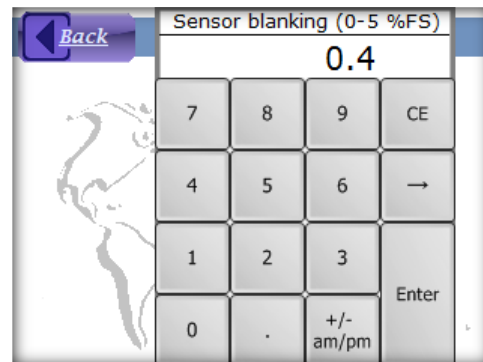 Back
Sensor blanking (0-5 %FS)
0.4
7 8 9 CE
4 5 6 →
1 2 3
Enter
0 . +/-
am/pm